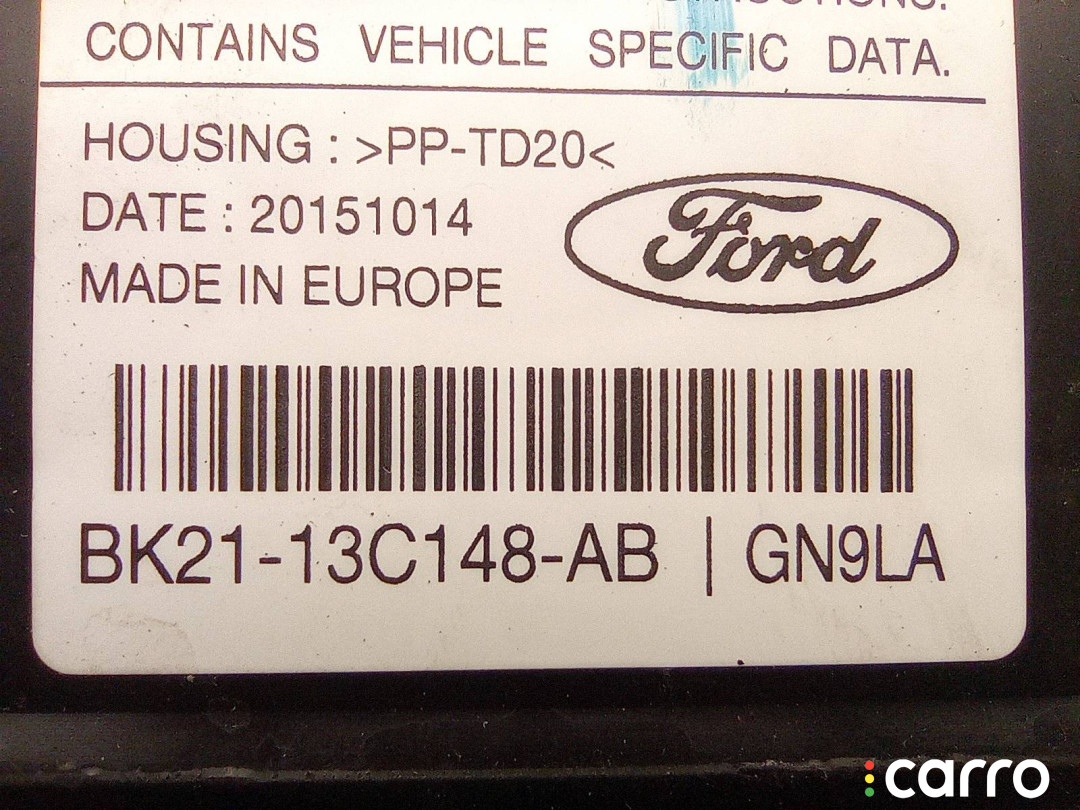 CONTAINS VEHICLE SPECIFIC DATA.
HOUSING : >PP-TD20<
DATE : 20151014
MADE IN EUROPE
Ford
BK21-13C148-AB | GN9LA
carro